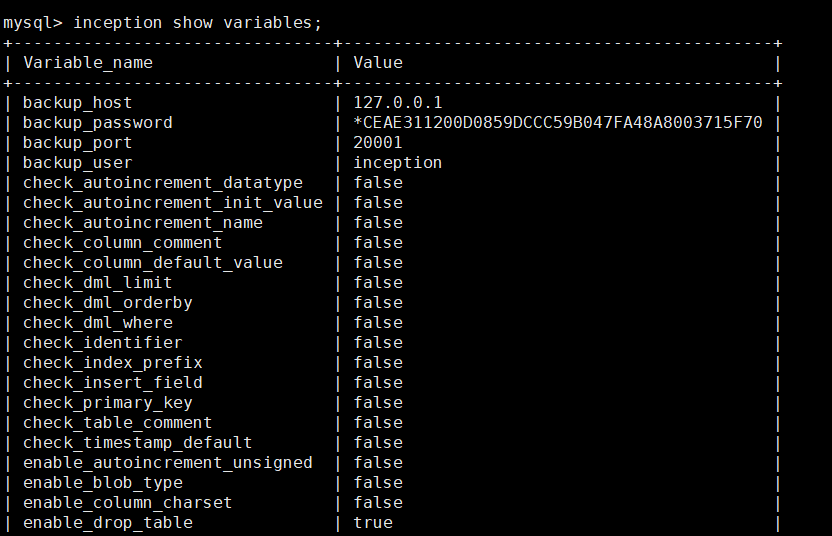 mysql> inception show variables;
+--------------------------------+-------------------------------------------+
| Variable_name                  | Value                                     |
+--------------------------------+-------------------------------------------+
| backup_host                    | 127.0.0.1                                 |
| backup_password                | *CEAE311200D0859DCCC59B047FA48A8003715F70 |
| backup_port                    | 20001                                     |
| backup_user                    | inception                                 |
| check_autoincrement_datatype   | false                                     |
| check_autoincrement_init_value | false                                     |
| check_autoincrement_name       | false                                     |
| check_column_comment           | false                                     |
| check_column_default_value     | false                                     |
| check_dml_limit                | false                                     |
| check_dml_orderby              | false                                     |
| check_dml_where                | false                                     |
| check_identifier               | false                                     |
| check_index_prefix             | false                                     |
| check_insert_field             | false                                     |
| check_primary_key              | false                                     |
| check_table_comment            | false                                     |
| check_timestamp_default        | false                                     |
| enable_autoincrement_unsigned  | false                                     |
| enable_blob_type               | false                                     |
| enable_column_charset          | false                                     |
| enable_drop_table              | true                                      |